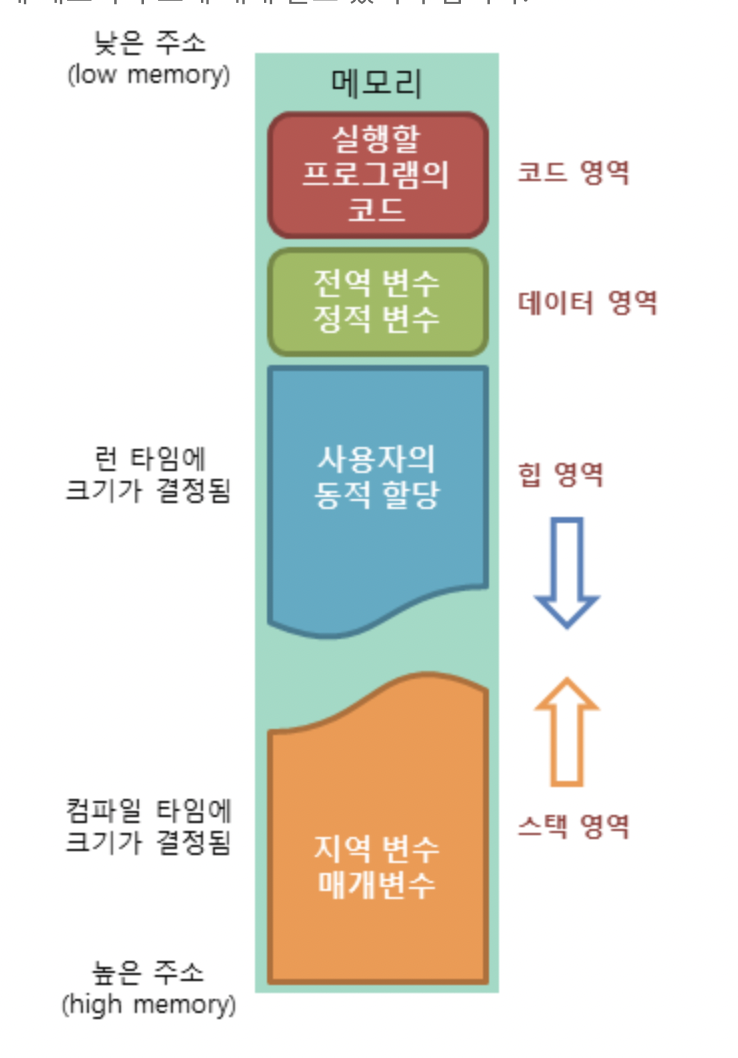 낮은 주소
(low memory)
메모리
실행할
프로그램의
코드
코드 영역
전역 변수
정적 변수
데이터 영역
런 타임에
크기가 결정됨
사용자의
동적 할당
힙 영역
컴파일 타임에
크기가 결정됨
지역 변수
매개변수
스택 영역
높은 주소
(high memory)